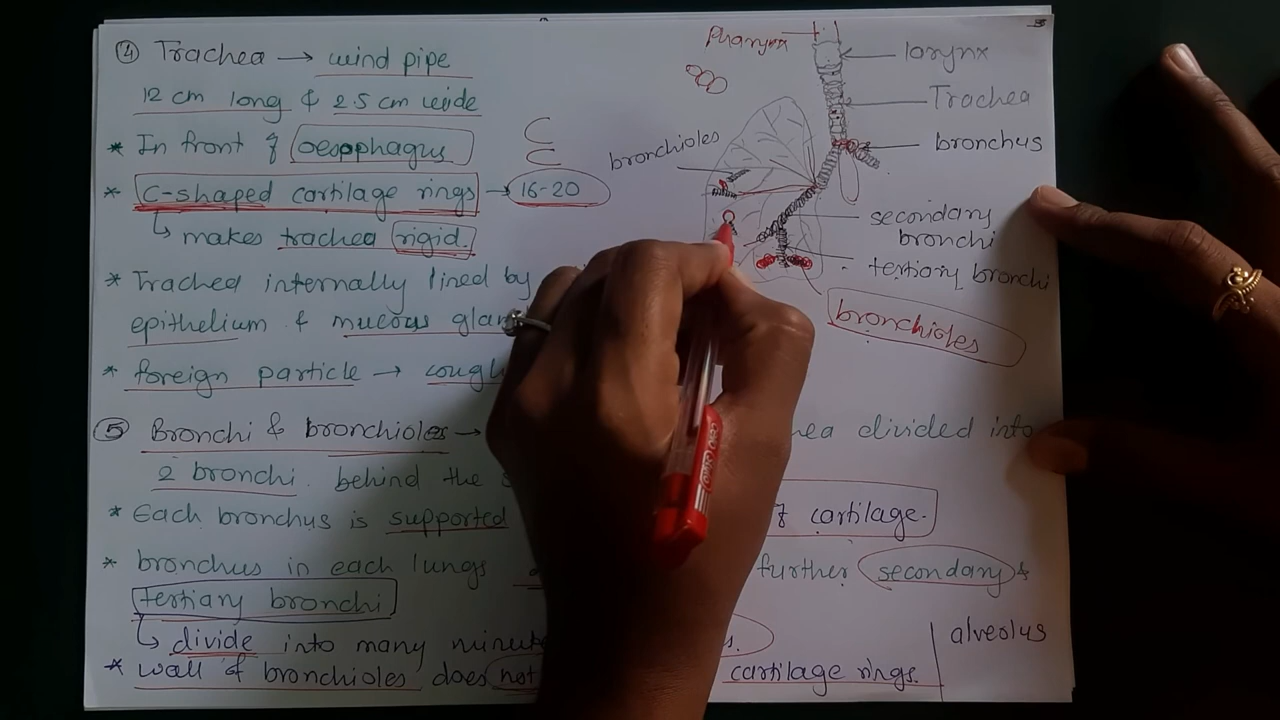 ④ Trachea → wind pipe
12 cm long & 2.5 cm wide
* In front of oesophagus
* C-shaped cartilage rings → 16-20
↳ makes trachea rigid.
* Trachea internally lined by
epithelium & mucous glan
* foreign particle → cough
⑤ Bronchi & bronchioles → divided into
2 bronchi behind the
* Each bronchus is supported of cartilage.
* bronchus in each lungs further secondary &
tertiary bronchi
↳ divide into many minute
* wall of bronchioles does not cartilage rings.
alveolus
Pharynx
larynx
Trachea
bronchus
bronchioles
secondary
bronchi
tertiary bronchi
bronchioles